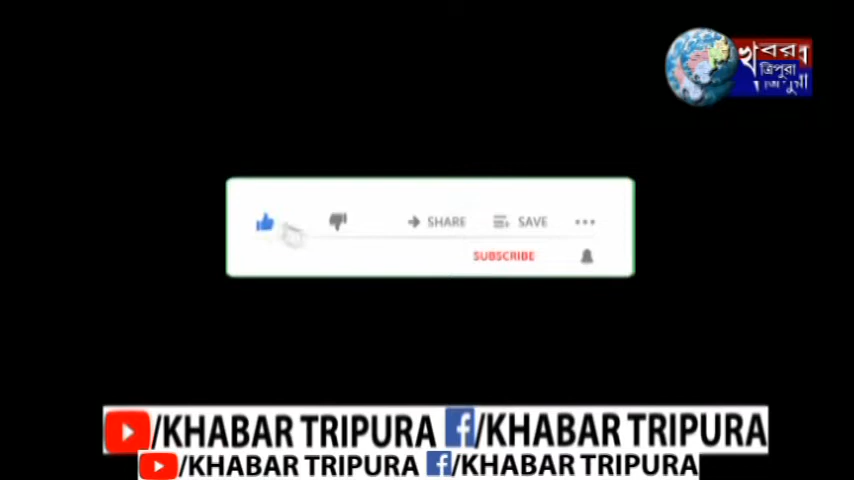 খবর
ত্রিপুরা
SHARE SAVE
SUBSCRIBE
/KHABAR TRIPURA /KHABAR TRIPURA
/KHABAR TRIPURA /KHABAR TRIPURA